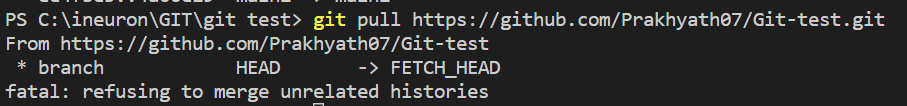 PS C:\ineuron\GIT\git test> git pull https://github.com/Prakhyath07/Git-test.git
From https://github.com/Prakhyath07/Git-test
 * branch            HEAD       -> FETCH_HEAD
fatal: refusing to merge unrelated histories